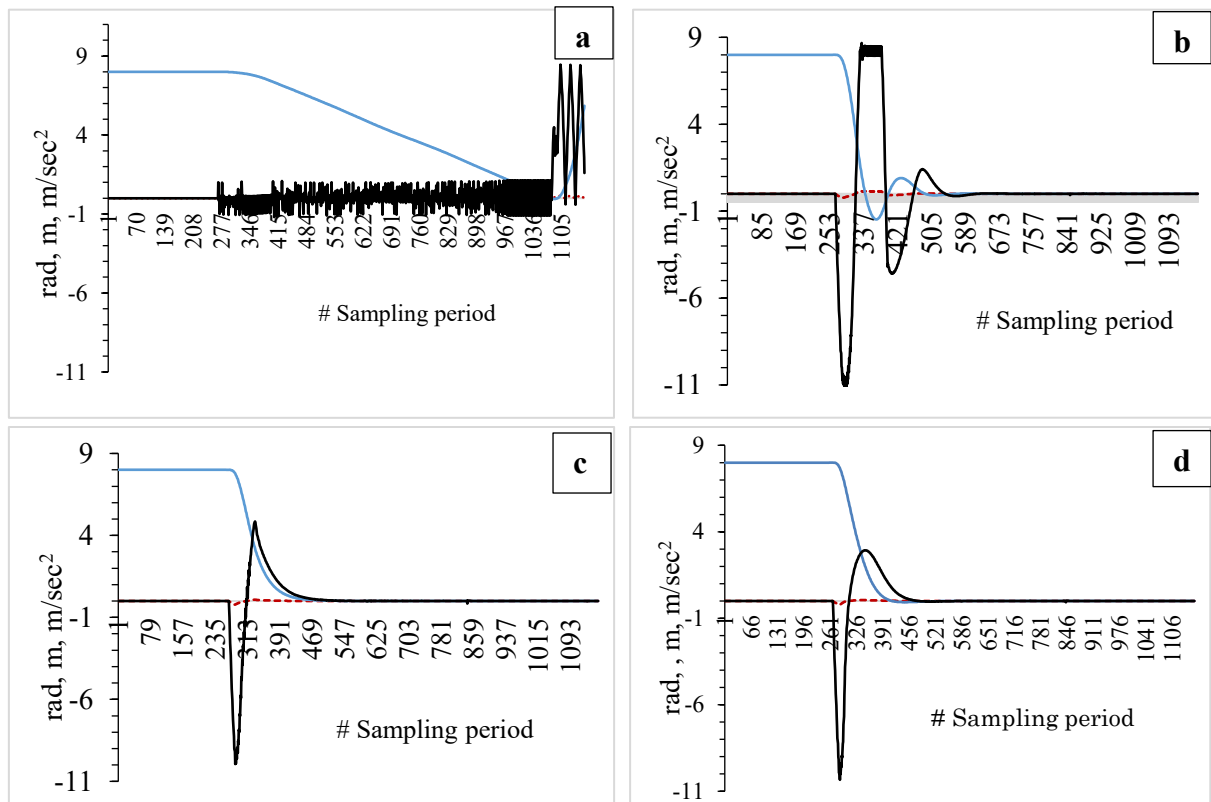 a
9
4
-1
-6
-11
rad, m, m/sec2
1 70 139 208 277 346 415 484 553 622 691 760 829 898 967 1036 1105
# Sampling period
b
9
4
-1
-6
-11
rad, m, m/sec2
1 85 169 253 337 421 505 589 673 757 841 925 1009 1093
# Sampling period
c
9
4
-1
-6
-11
rad, m, m/sec2
1 79 157 235 313 391 469 547 625 703 781 859 937 1015 1093
# Sampling period
d
9
4
-1
-6
-11
rad, , m, m/sec2
1 66 131 196 261 326 391 456 521 586 651 716 781 846 911 976 1041 1106
# Sampling period